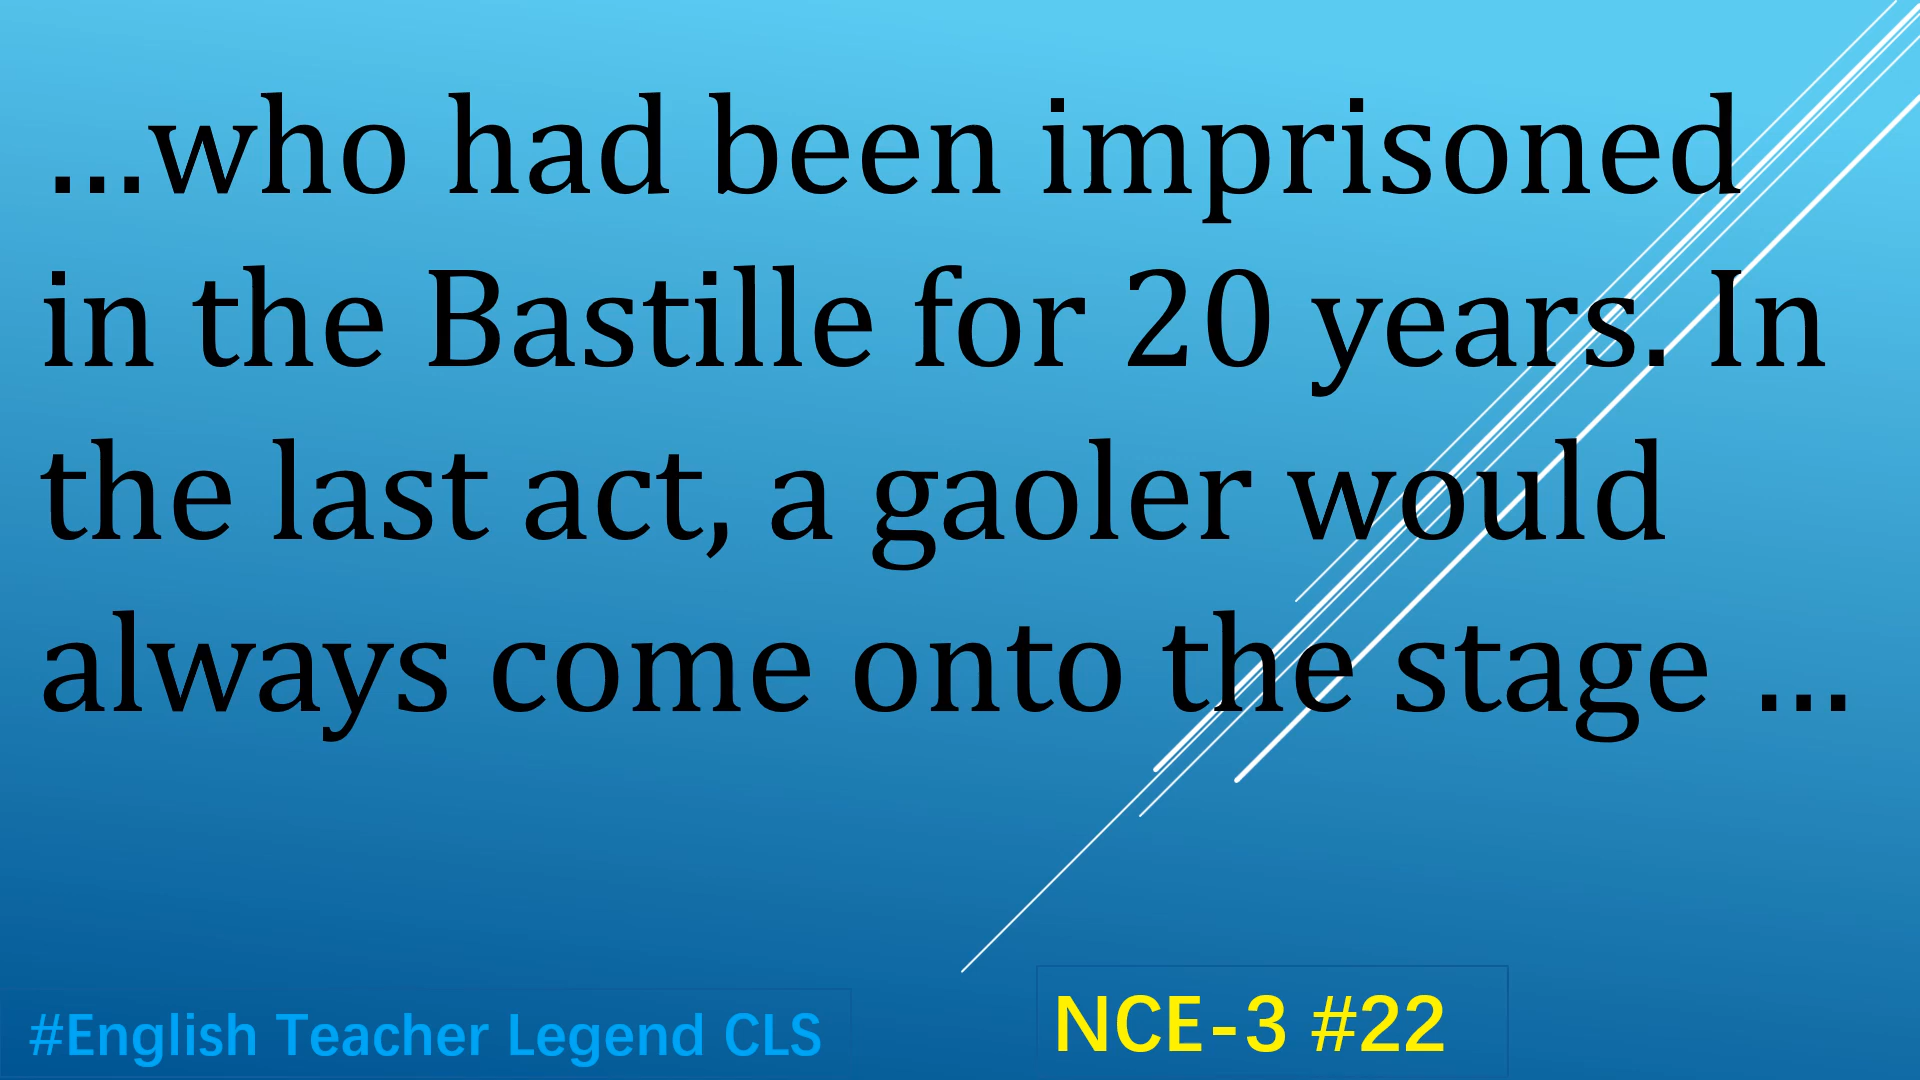 ...who had been imprisoned
in the Bastille for 20 years. In
the last act, a gaoler would
always come onto the stage ...
#English Teacher Legend CLS
NCE-3 #22